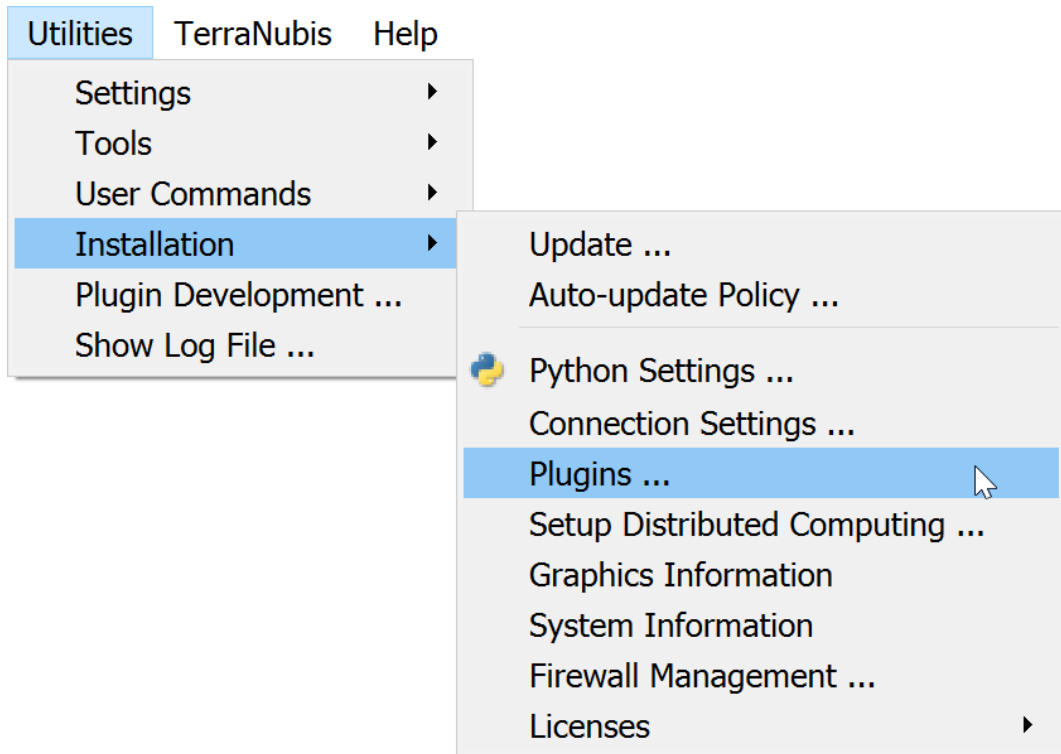 Utilities TerraNubis Help
Settings
Tools
User Commands
Installation
Plugin Development ...
Show Log File ...
Update ...
Auto-update Policy ...
Python Settings ...
Connection Settings ...
Plugins ...
Setup Distributed Computing ...
Graphics Information
System Information
Firewall Management ...
Licenses